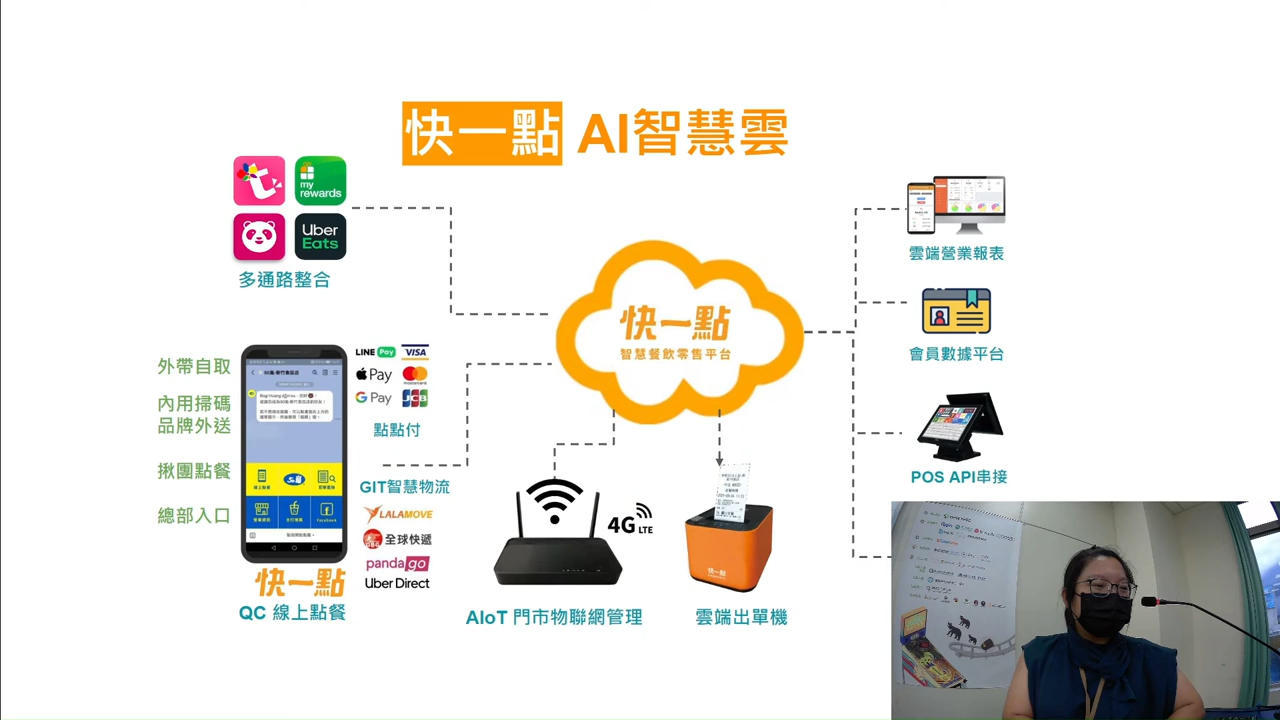 快一點 AI智慧雲
my
rewards
Uber
Eats
多通路整合
外帶自取
內用掃碼
品牌外送
揪團點餐
總部入口
LINE Pay
VISA
Pay
mastercard
G Pay
JCB
點點付
GIT智慧物流
LALAMOVE
全球快遞
pandago
Uber Direct
快一點
QC 線上點餐
快一點
智慧餐飲零售平台
4G LTE
AIoT 門市物聯網管理
快一點
雲端出單機
雲端營業報表
會員數據平台
POS API串接